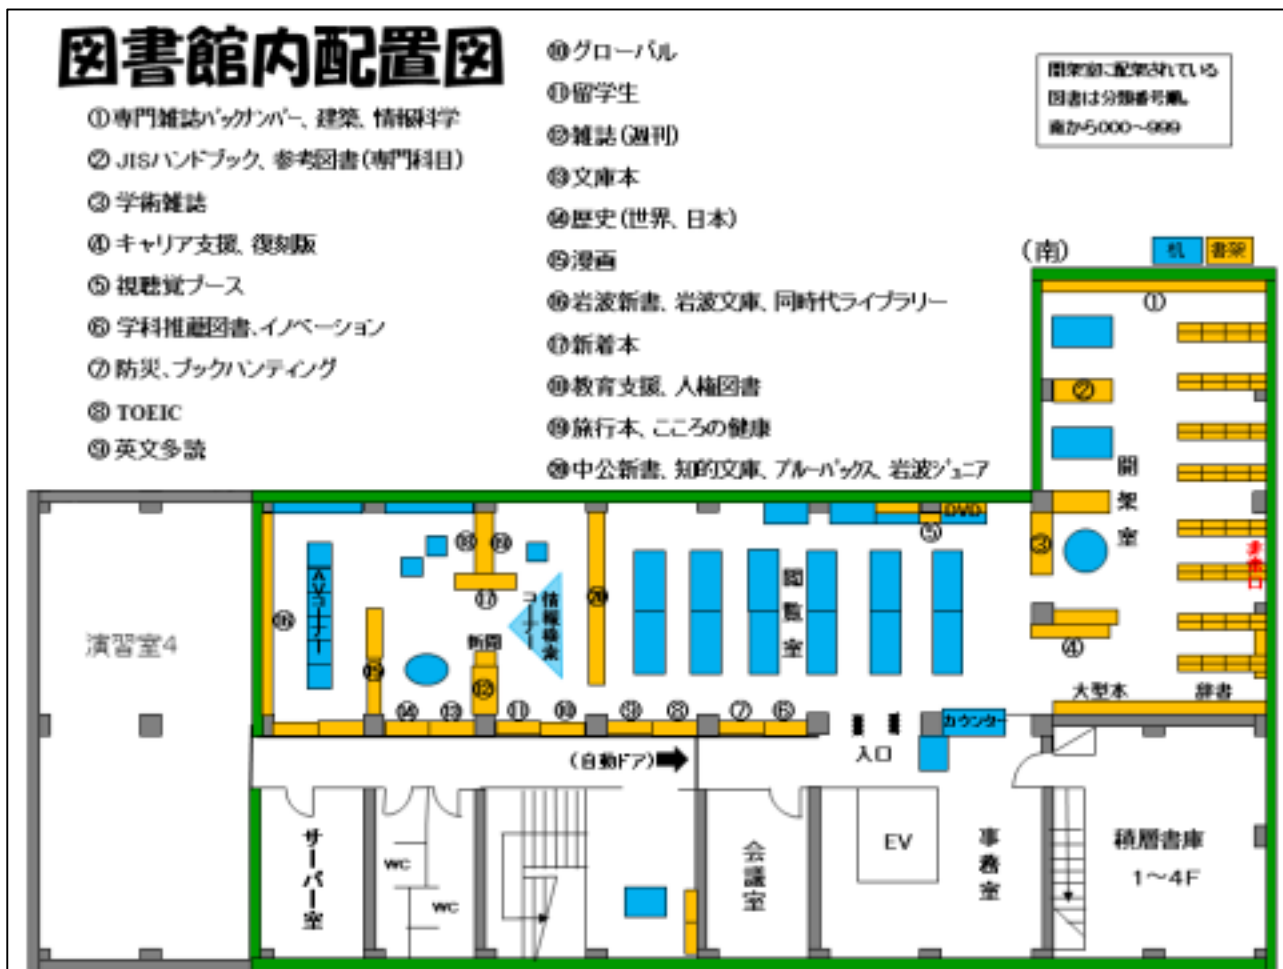 図書館内配置図
①専門雑誌バックナンバー、建築、情報科学
②JISハンドブック、参考図書(専門科目)
③学術雑誌
④キャリア支援、復刻版
⑤視聴覚ブース
⑥学科推薦図書、イノベーション
⑦防災、ブックハンティング
⑧TOEIC
⑨英文多読
⑩グローバル
⑪留学生
⑫雑誌(週刊)
⑬文庫本
⑭歴史(世界、日本)
⑮漫画
⑯岩波新書、岩波文庫、同時代ライブラリー
⑰新着本
⑱教育支援、人権図書
⑲旅行本、こころの健康
⑳中公新書、知的文庫、ブルーバックス、岩波ジュニア
開架室に配架されている
図書は分類番号順。
南から000～999
(南)
机
書架
①
②
開架室
③
非常口
④
大型本
辞書
DVD
⑤
閲覧室
⑱
⑲
⑰
情報検索コーナー
⑳
AVコーナー
⑯
新聞
⑮
⑫
⑭
⑬
⑪
⑩
⑨
⑧
⑦
⑥
演習室4
カウンター
入口
(自動ドア)
サーバー室
WC
WC
会議室
EV
事務室
積層書庫
1～4F